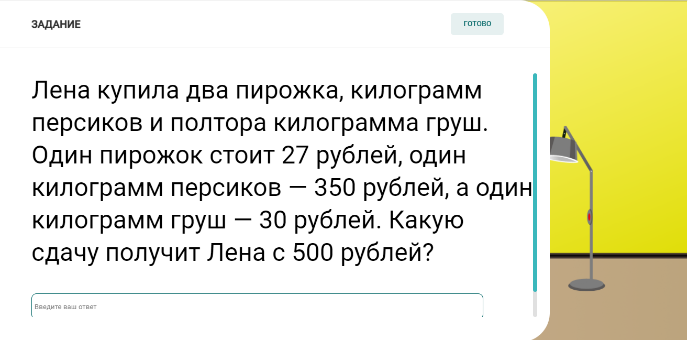 ЗАДАНИЕ
ГОТОВО
Лена купила два пирожка, килограмм
персиков и полтора килограмма груш.
Один пирожок стоит 27 рублей, один
килограмм персиков — 350 рублей, а один
килограмм груш — 30 рублей. Какую
сдачу получит Лена с 500 рублей?
Введите ваш ответ